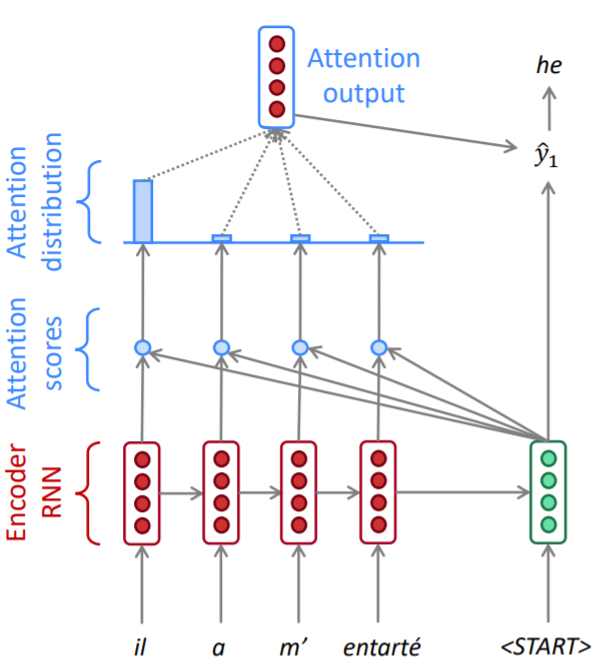 Attention
output
he
ŷ₁
Attention
distribution
Attention
scores
Encoder
RNN
il
a
m’
entarté
<START>